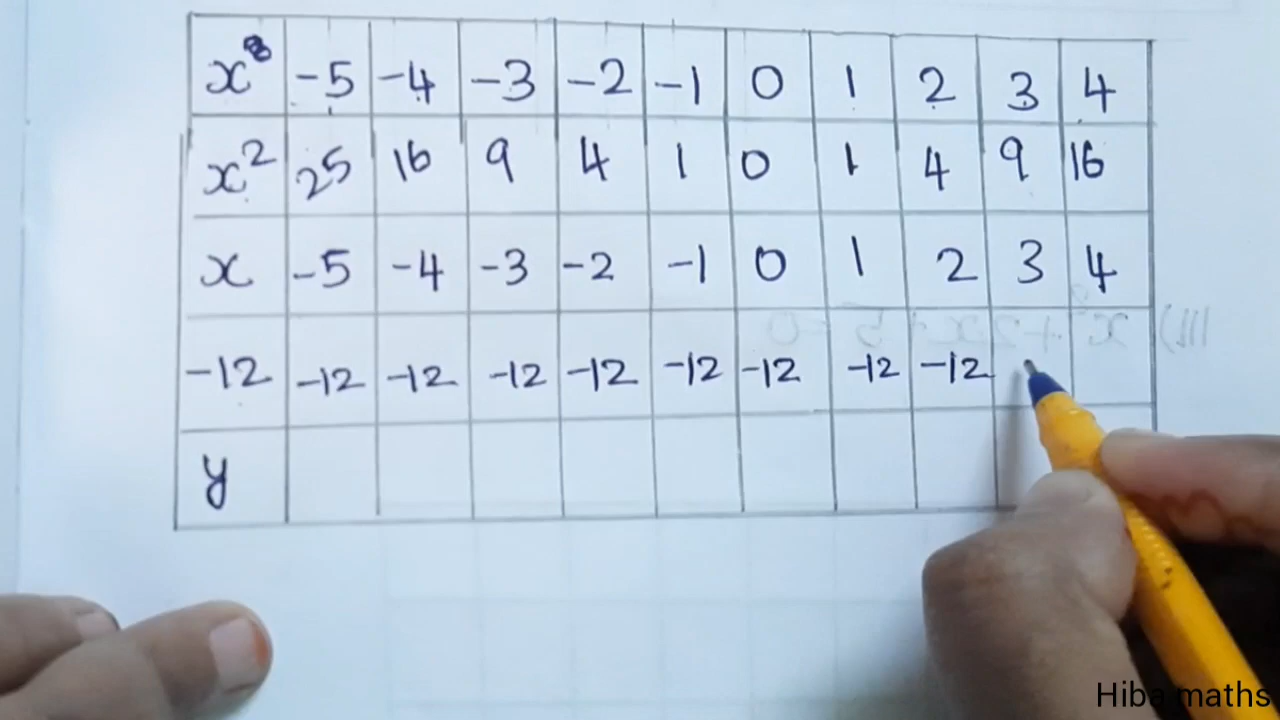 x -5 -4 -3 -2 -1 0 1 2 3 4
x² 25 16 9 4 1 0 1 4 9 16
x -5 -4 -3 -2 -1 0 1 2 3 4
-12 -12 -12 -12 -12 -12 -12 -12 -12
y
Hiba maths